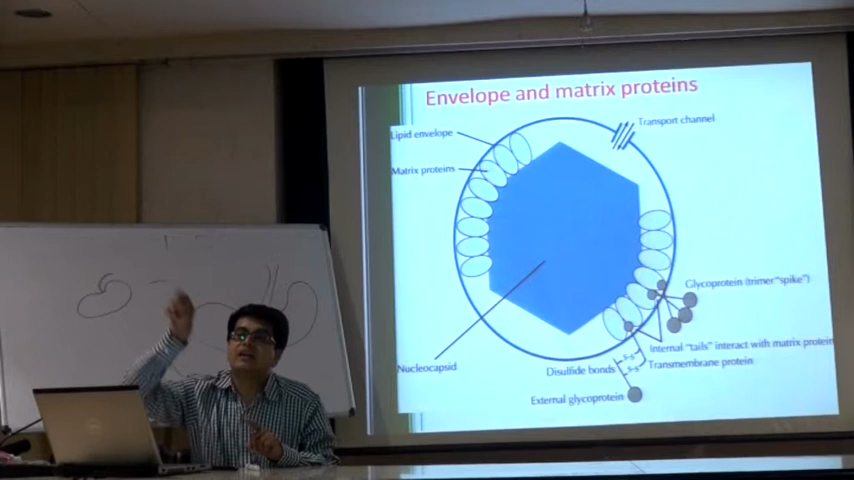 Envelope and matrix proteins
Lipid envelope
Transport channel
Matrix proteins
Glycoprotein (trimer "spike")
Internal "tails" interact with matrix protein
Nucleocapsid
Disulfide bonds
S-S
S-S
Transmembrane protein
External glycoprotein